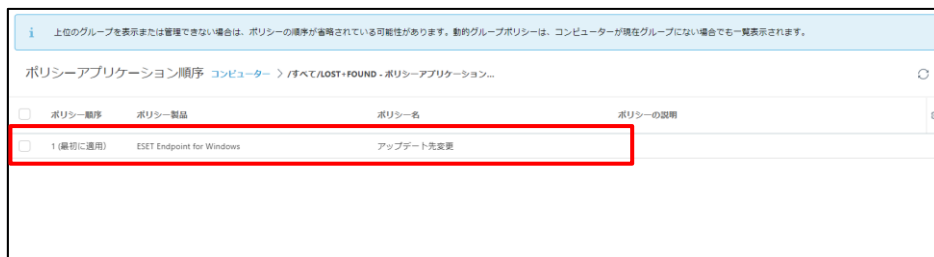 i 上位のグループを表示または管理できない場合は、ポリシーの順序が省略されている可能性があります。動的グループポリシーは、コンピューターが現在グループにない場合でも一覧表示されます。
ポリシーアプリケーション順序 コンピューター > /すべて/LOST+FOUND - ポリシーアプリケーション...
ポリシー順序 ポリシー製品 ポリシー名 ポリシーの説明
1 (最初に適用) ESET Endpoint for Windows アップデート先変更